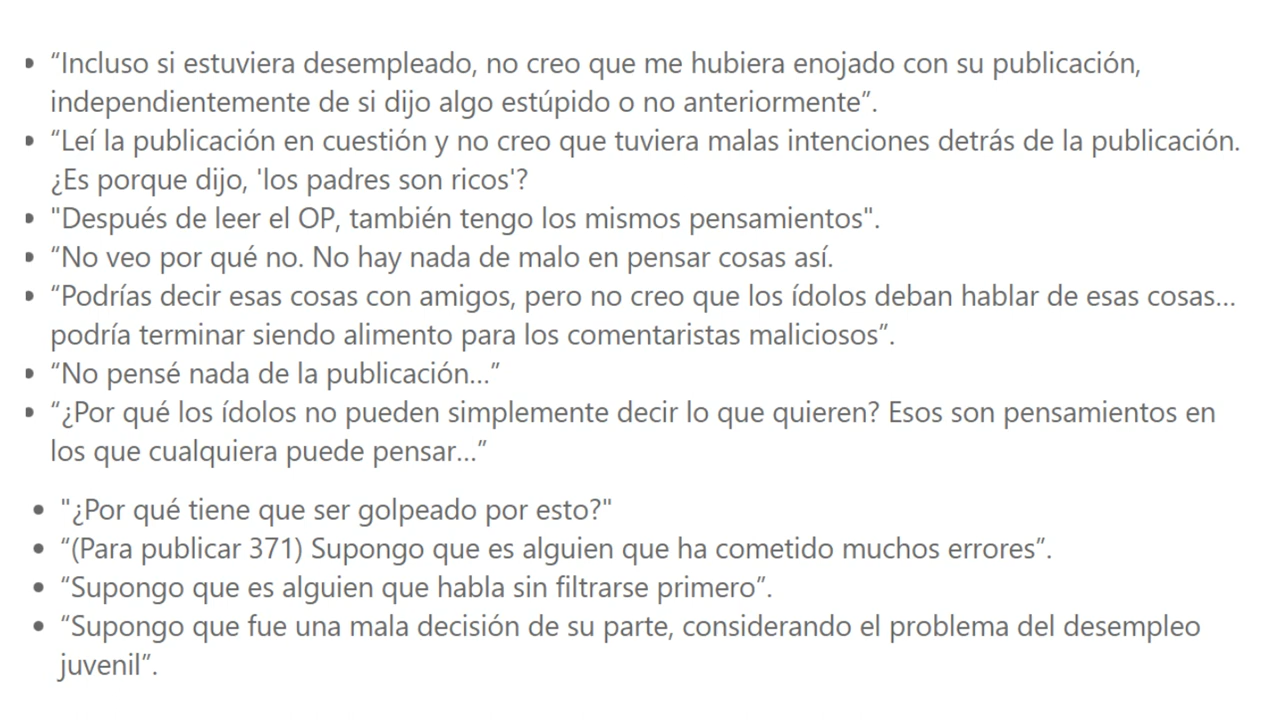 “Incluso si estuviera desempleado, no creo que me hubiera enojado con su publicación,
independientemente de si dijo algo estúpido o no anteriormente”.
“Leí la publicación en cuestión y no creo que tuviera malas intenciones detrás de la publicación.
¿Es porque dijo, 'los padres son ricos'?
"Después de leer el OP, también tengo los mismos pensamientos".
“No veo por qué no. No hay nada de malo en pensar cosas así.
“Podrías decir esas cosas con amigos, pero no creo que los ídolos deban hablar de esas cosas...
podría terminar siendo alimento para los comentaristas maliciosos”.
“No pensé nada de la publicación...”
“¿Por qué los ídolos no pueden simplemente decir lo que quieren? Esos son pensamientos en
los que cualquiera puede pensar...”
"¿Por qué tiene que ser golpeado por esto?"
“(Para publicar 371) Supongo que es alguien que ha cometido muchos errores”.
“Supongo que es alguien que habla sin filtrarse primero”.
“Supongo que fue una mala decisión de su parte, considerando el problema del desempleo
juvenil”.